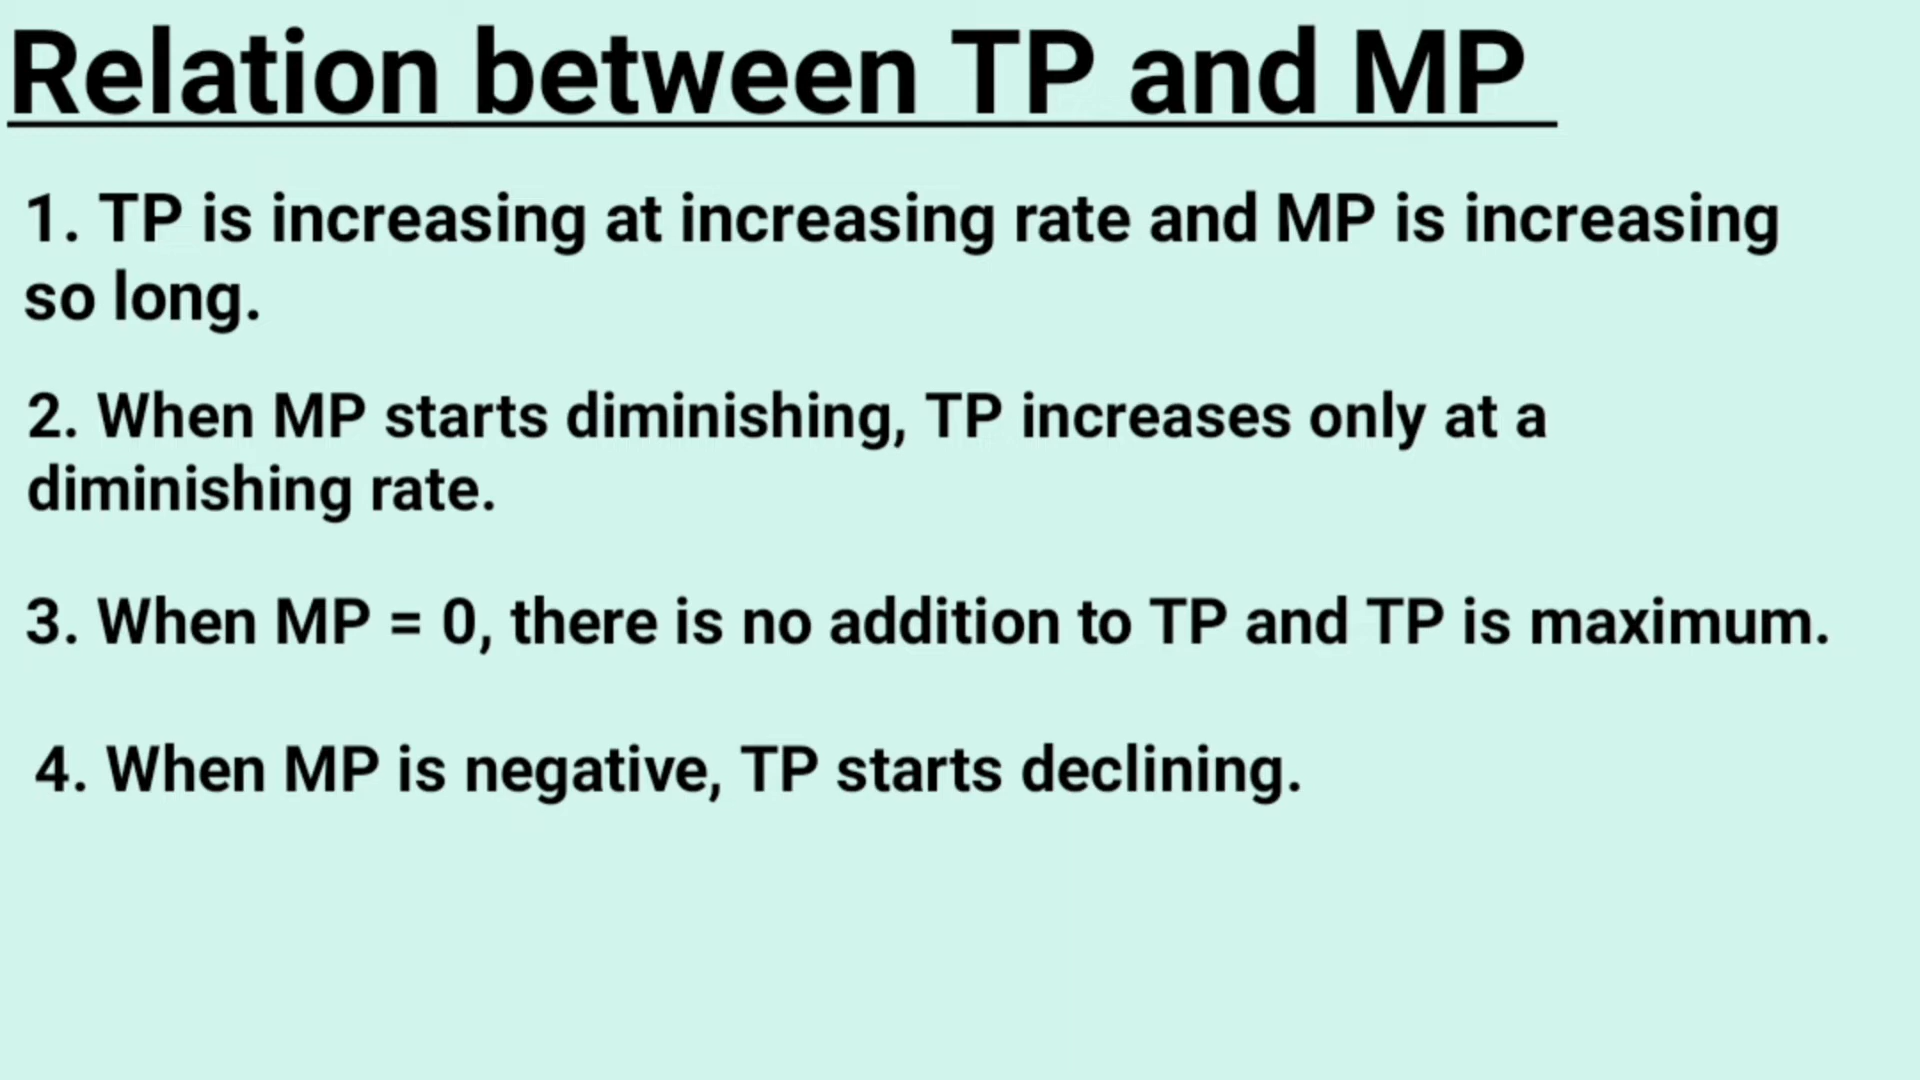 Relation between TP and MP
1. TP is increasing at increasing rate and MP is increasing
so long.
2. When MP starts diminishing, TP increases only at a
diminishing rate.
3. When MP = 0, there is no addition to TP and TP is maximum.
4. When MP is negative, TP starts declining.